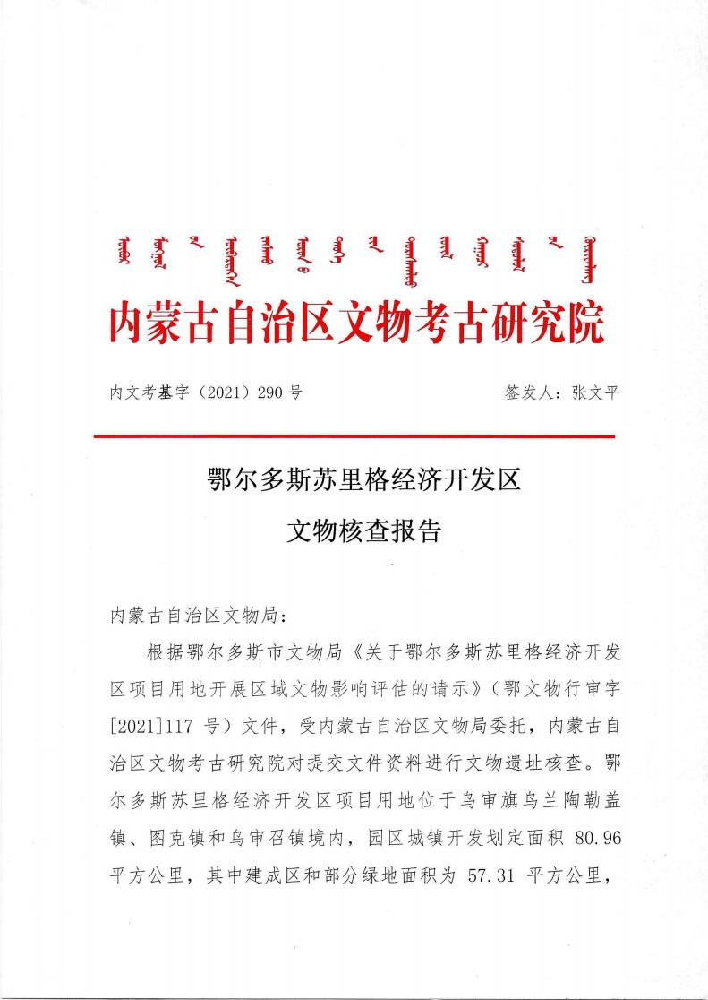 内蒙古自治区文物考古研究院
内文考基字（2021）290 号 签发人：张文平
鄂尔多斯苏里格经济开发区
文物核查报告
内蒙古自治区文物局：
根据鄂尔多斯市文物局《关于鄂尔多斯苏里格经济开发
区项目用地开展区域文物影响评估的请示》（鄂文物行审字
[2021]117 号）文件，受内蒙古自治区文物局委托，内蒙古自
治区文物考古研究院对提交文件资料进行文物遗址核查。鄂
尔多斯苏里格经济开发区项目用地位于乌审旗乌兰陶勒盖
镇、图克镇和乌审召镇境内，园区城镇开发划定面积 80.96
平方公里，其中建成区和部分绿地面积为 57.31 平方公里，